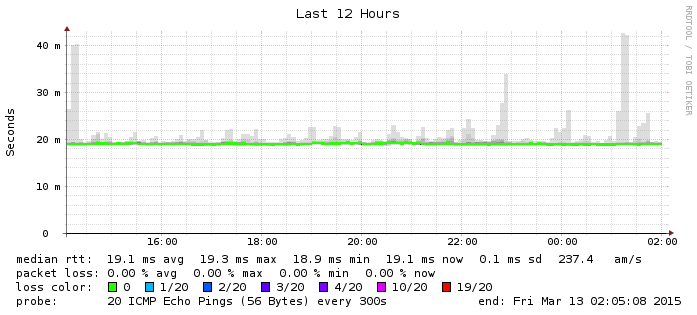 Last 12 Hours
RRDTOOL / TOBI OETIKER
Seconds
40 m
30 m
20 m
10 m
0
16:00 18:00 20:00 22:00 00:00 02:00
median rtt: 19.1 ms avg 19.3 ms max 18.9 ms min 19.1 ms now 0.1 ms sd 237.4 am/s
packet loss: 0.00 % avg 0.00 % max 0.00 % min 0.00 % now
loss color: 0 1/20 2/20 3/20 4/20 10/20 19/20
probe: 20 ICMP Echo Pings (56 Bytes) every 300s end: Fri Mar 13 02:05:08 2015